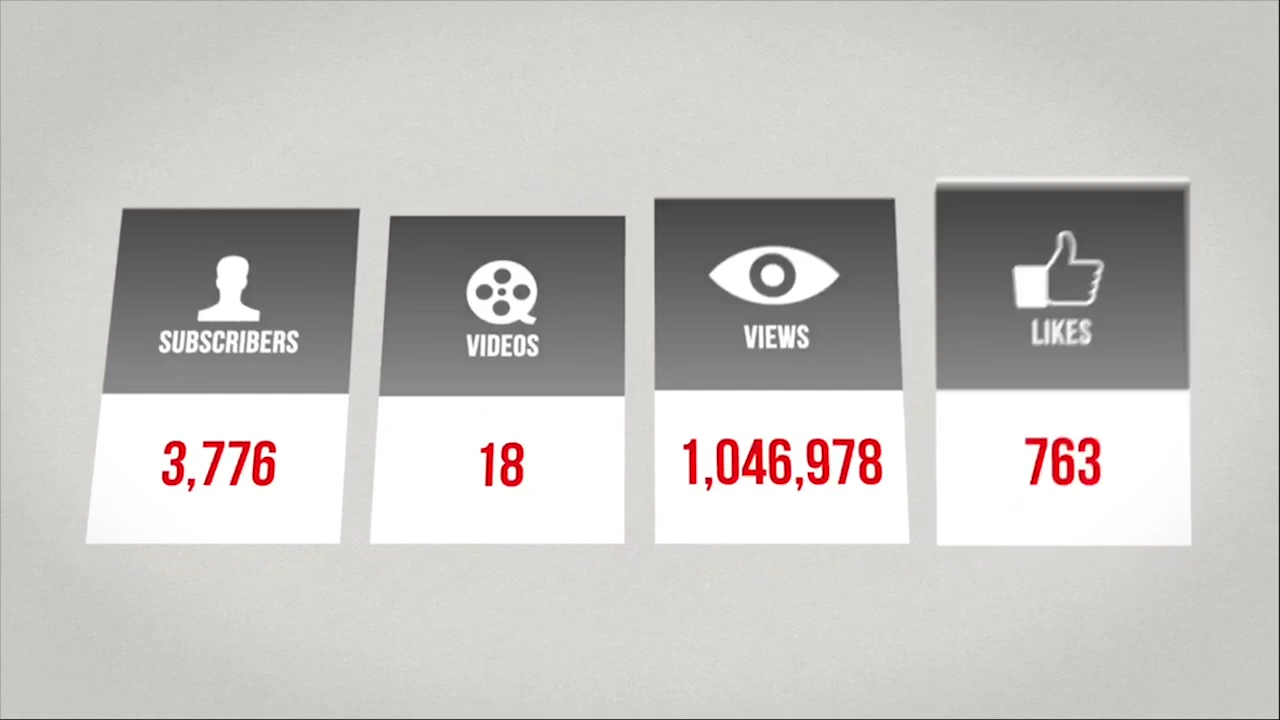 SUBSCRIBERS
3,776
VIDEOS
18
VIEWS
1,046,978
LIKES
763